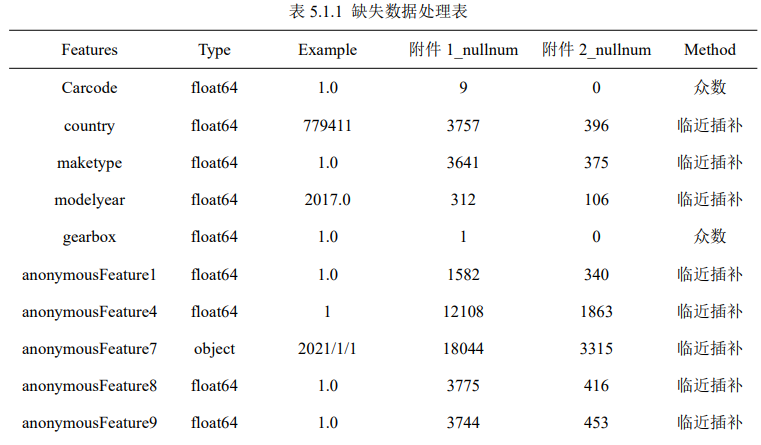 表 5.1.1 缺失数据处理表
Features Type Example 附件 1_nullnum 附件 2_nullnum Method
Carcode float64 1.0 9 0 众数
country float64 779411 3757 396 临近插补
maketype float64 1.0 3641 375 临近插补
modelyear float64 2017.0 312 106 临近插补
gearbox float64 1.0 1 0 众数
anonymousFeature1 float64 1.0 1582 340 临近插补
anonymousFeature4 float64 1 12108 1863 临近插补
anonymousFeature7 object 2021/1/1 18044 3315 临近插补
anonymousFeature8 float64 1.0 3775 416 临近插补
anonymousFeature9 float64 1.0 3744 453 临近插补